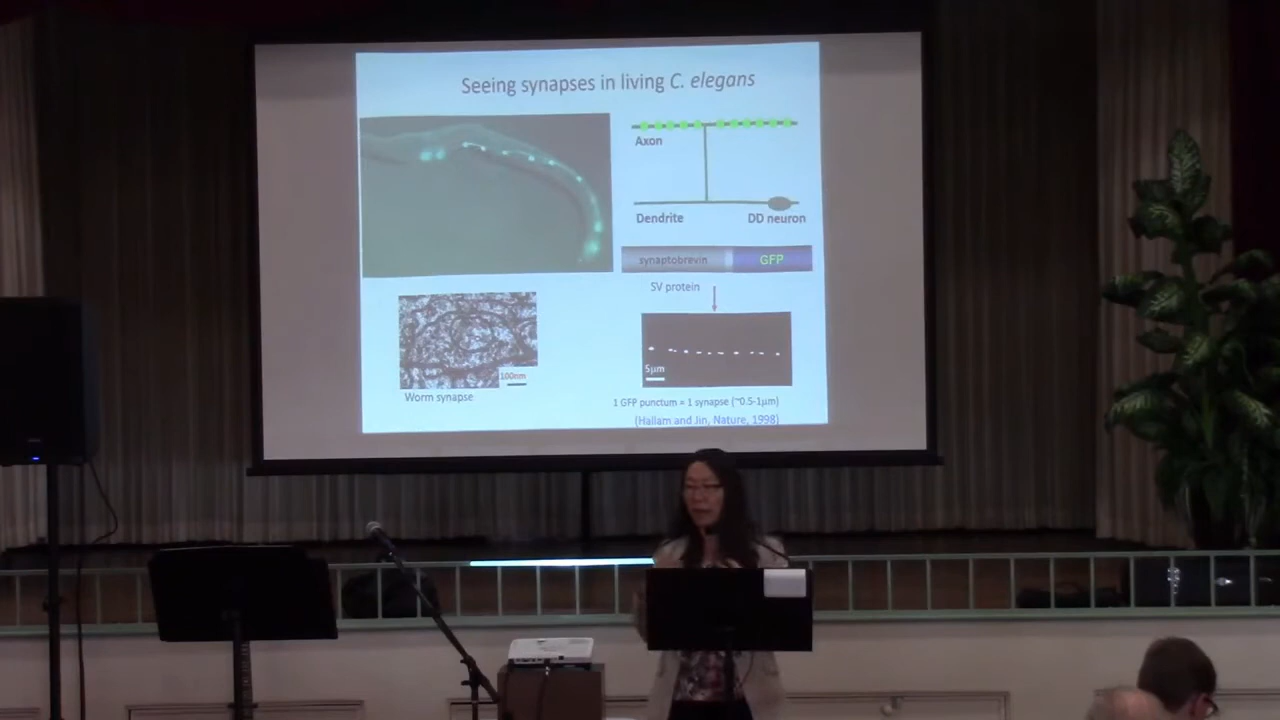 Seeing synapses in living C. elegans
Axon
Dendrite
DD neuron
synaptobrevin
GFP
SV protein
100nm
Worm synapse
5µm
1 GFP punctum = 1 synapse (~0.5-1µm)
(Hallam and Jin, Nature, 1998)